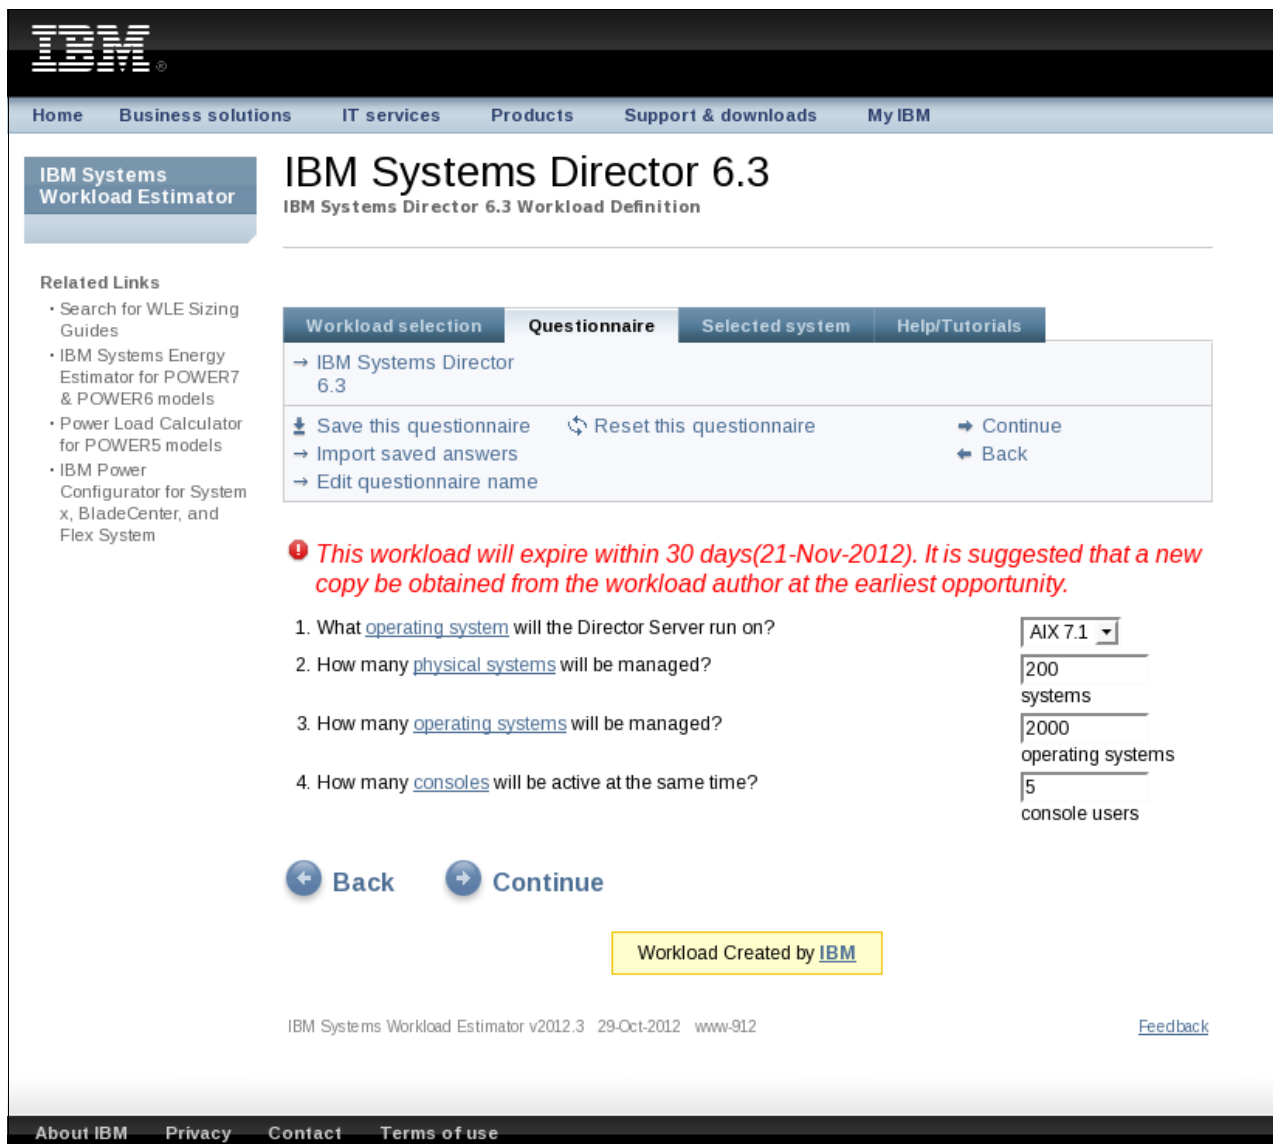 IBM®
Home Business solutions IT services Products Support & downloads My IBM
IBM Systems
Workload Estimator
IBM Systems Director 6.3
IBM Systems Director 6.3 Workload Definition
Related Links
· Search for WLE Sizing
Guides
· IBM Systems Energy
Estimator for POWER7
& POWER6 models
· Power Load Calculator
for POWER5 models
· IBM Power
Configurator for System
x, BladeCenter, and
Flex System
Workload selection Questionnaire Selected system Help/Tutorials
→ IBM Systems Director
6.3
Save this questionnaire Reset this questionnaire Continue
→ Import saved answers Back
→ Edit questionnaire name
This workload will expire within 30 days(21-Nov-2012). It is suggested that a new
copy be obtained from the workload author at the earliest opportunity.
1. What operating system will the Director Server run on? AIX 7.1
2. How many physical systems will be managed? 200
systems
3. How many operating systems will be managed? 2000
operating systems
4. How many consoles will be active at the same time? 5
console users
Back Continue
Workload Created by IBM
IBM Systems Workload Estimator v2012.3 29-Oct-2012 www-912 Feedback
About IBM Privacy Contact Terms of use